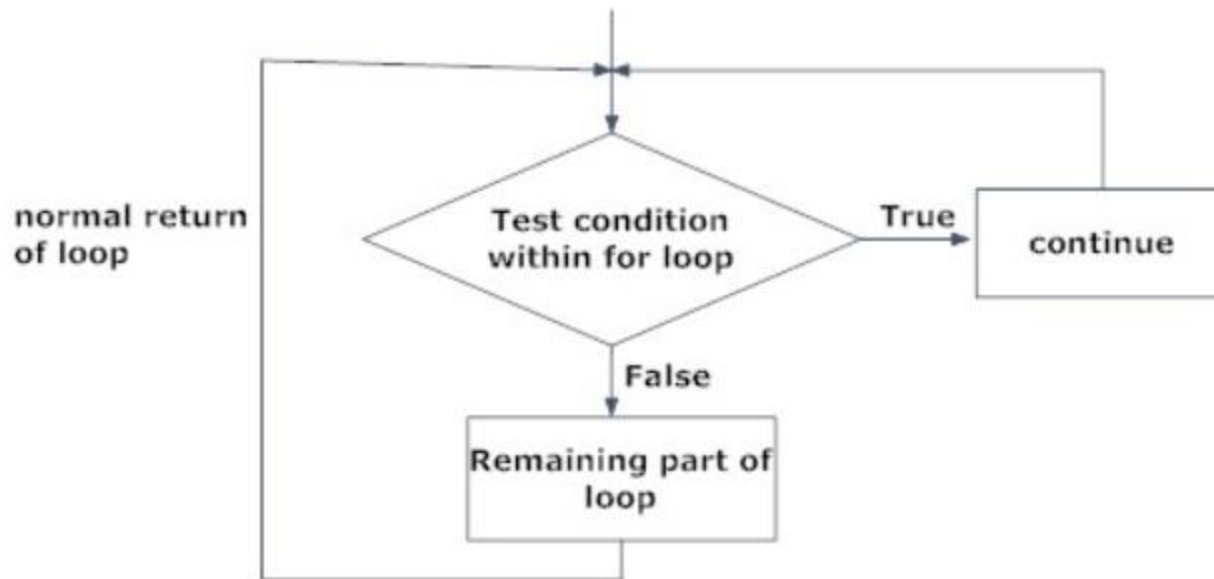 normal return
of loop
Test condition
within for loop
True
continue
False
Remaining part of
loop